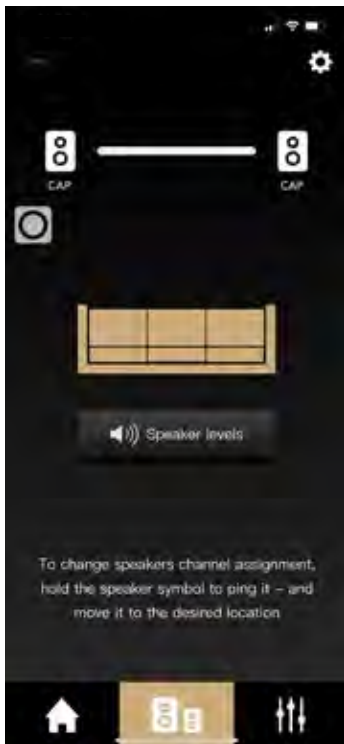 CAP
CAP
Speaker levels
To change speakers channel assignment,
hold the speaker symbol to ping it – and
move it to the desired location